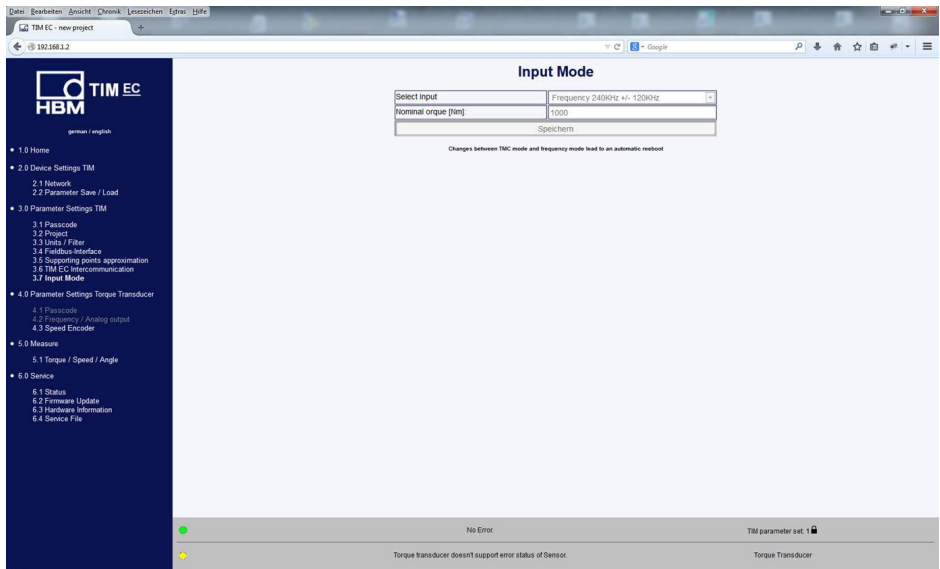 Datei Bearbeiten Ansicht Chronik Lesezeichen Extras Hilfe
TIM EC - new project
192.168.1.2
Google
HBM
TIM EC
german / english
1.0 Home
2.0 Device Settings TIM
2.1 Network
2.2 Parameter Save / Load
3.0 Parameter Settings TIM
3.1 Passcode
3.2 Project
3.3 Units / Filter
3.4 Fieldbus-Interface
3.5 Supporting points approximation
3.6 TIM EC Intercommunication
3.7 Input Mode
4.0 Parameter Settings Torque Transducer
4.1 Passcode
4.2 Frequency / Analog output
4.3 Speed Encoder
5.0 Measure
5.1 Torque / Speed / Angle
6.0 Service
6.1 Status
6.2 Firmware Update
6.3 Hardware Information
6.4 Service File
Input Mode
Select Input Frequency 240KHz +/- 120KHz
Nominal orque [Nm]: 1000
Speichern
Changes between TMC mode and frequency mode lead to an automatic reeboot
No Error. TIM parameter set: 1
Torque transducer doesn't support error status of Sensor. Torque Transducer